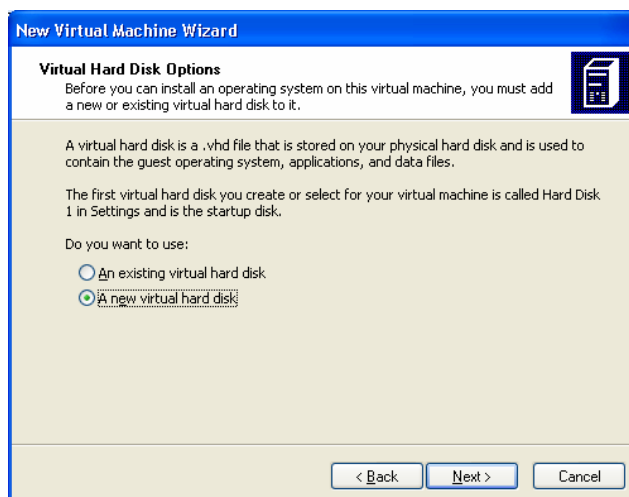 New Virtual Machine Wizard
Virtual Hard Disk Options
Before you can install an operating system on this virtual machine, you must add
a new or existing virtual hard disk to it.
A virtual hard disk is a .vhd file that is stored on your physical hard disk and is used to
contain the guest operating system, applications, and data files.
The first virtual hard disk you create or select for your virtual machine is called Hard Disk
1 in Settings and is the startup disk.
Do you want to use:
An existing virtual hard disk
A new virtual hard disk
< Back Next > Cancel